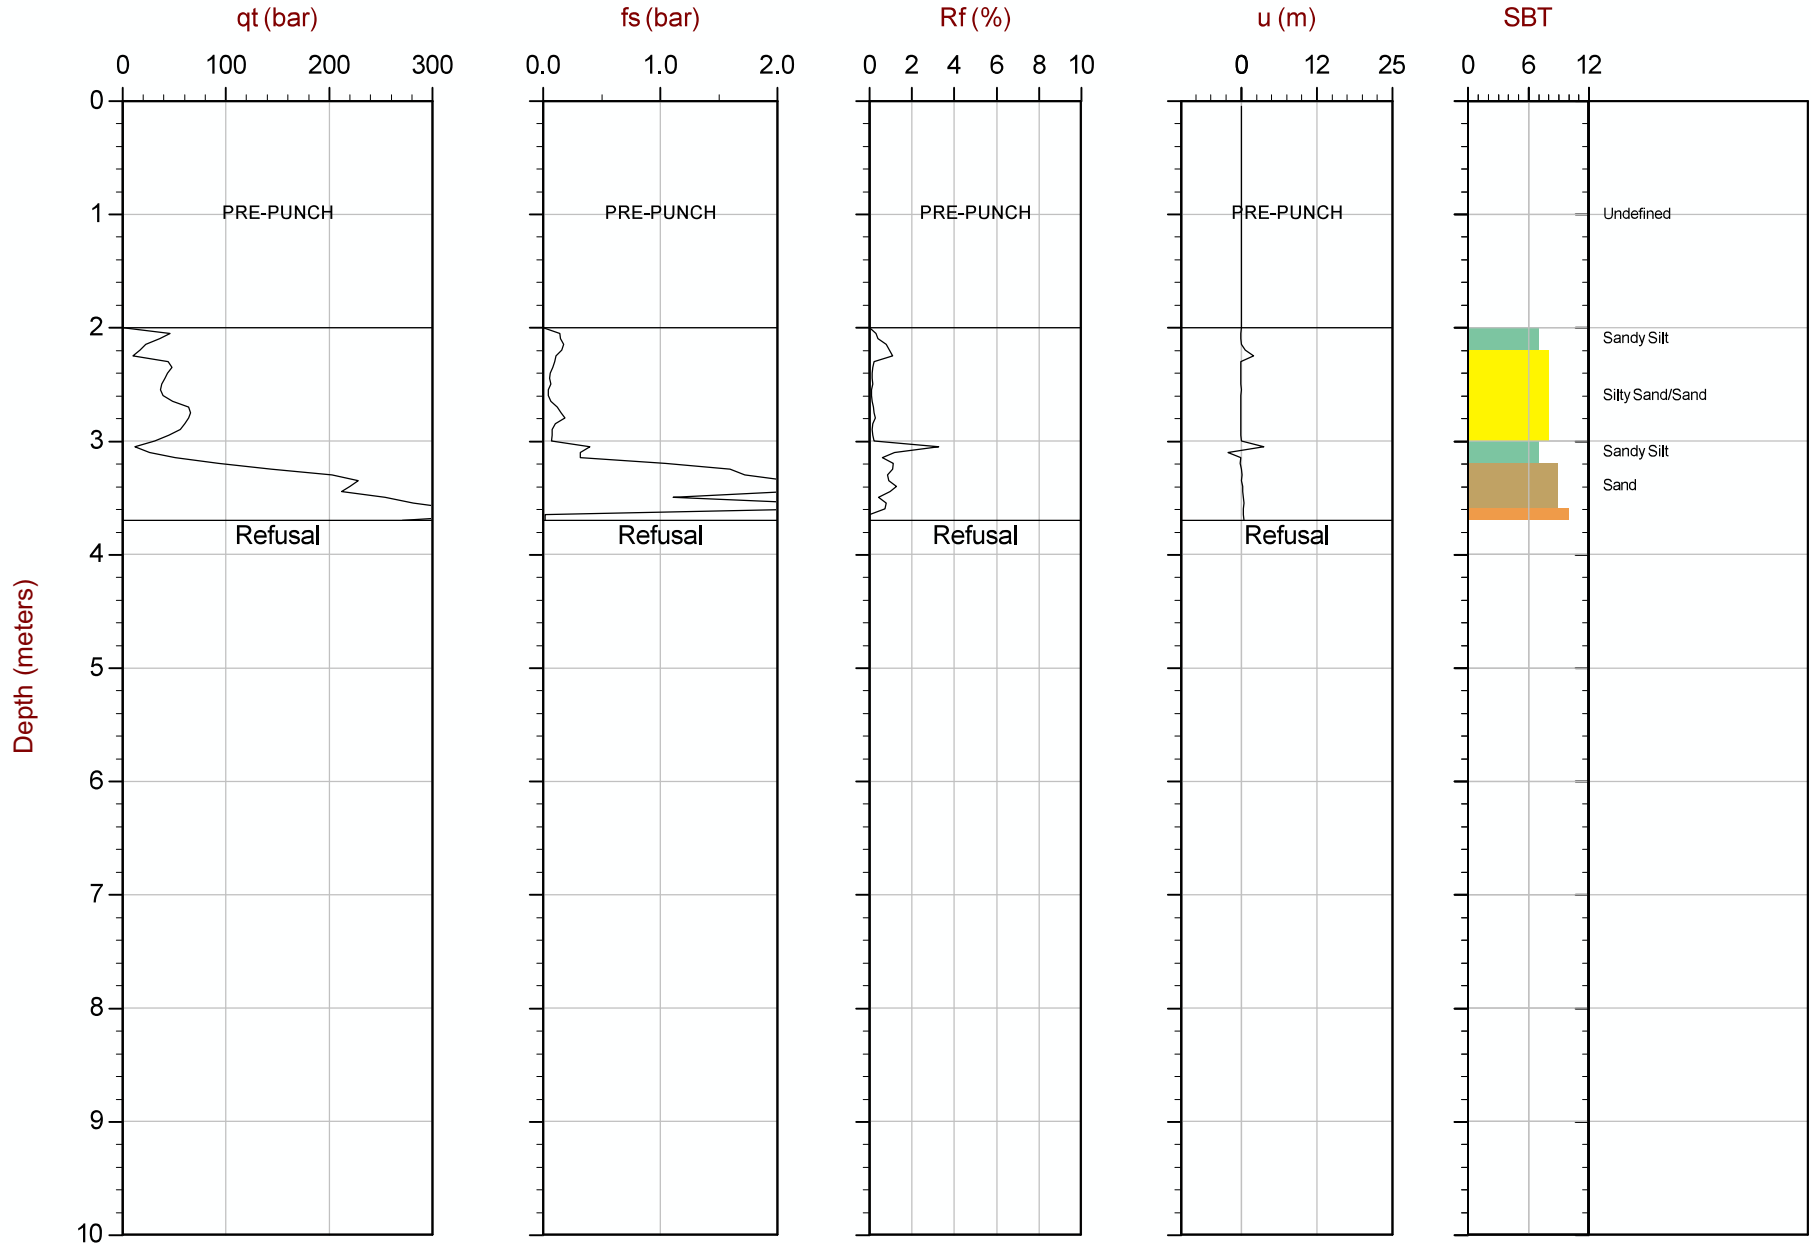 qt (bar) fs (bar) Rf (%) u (m) SBT
0 100 200 300 0.0 1.0 2.0 0 2 4 6 8 10 0 12 25 0 6 12
0
1 PRE-PUNCH PRE-PUNCH PRE-PUNCH PRE-PUNCH Undefined
2
Sandy Silt
Silty Sand/Sand
3
Sandy Silt
Sand
Refusal Refusal Refusal Refusal
4
5
Depth (meters)
6
7
8
9
10